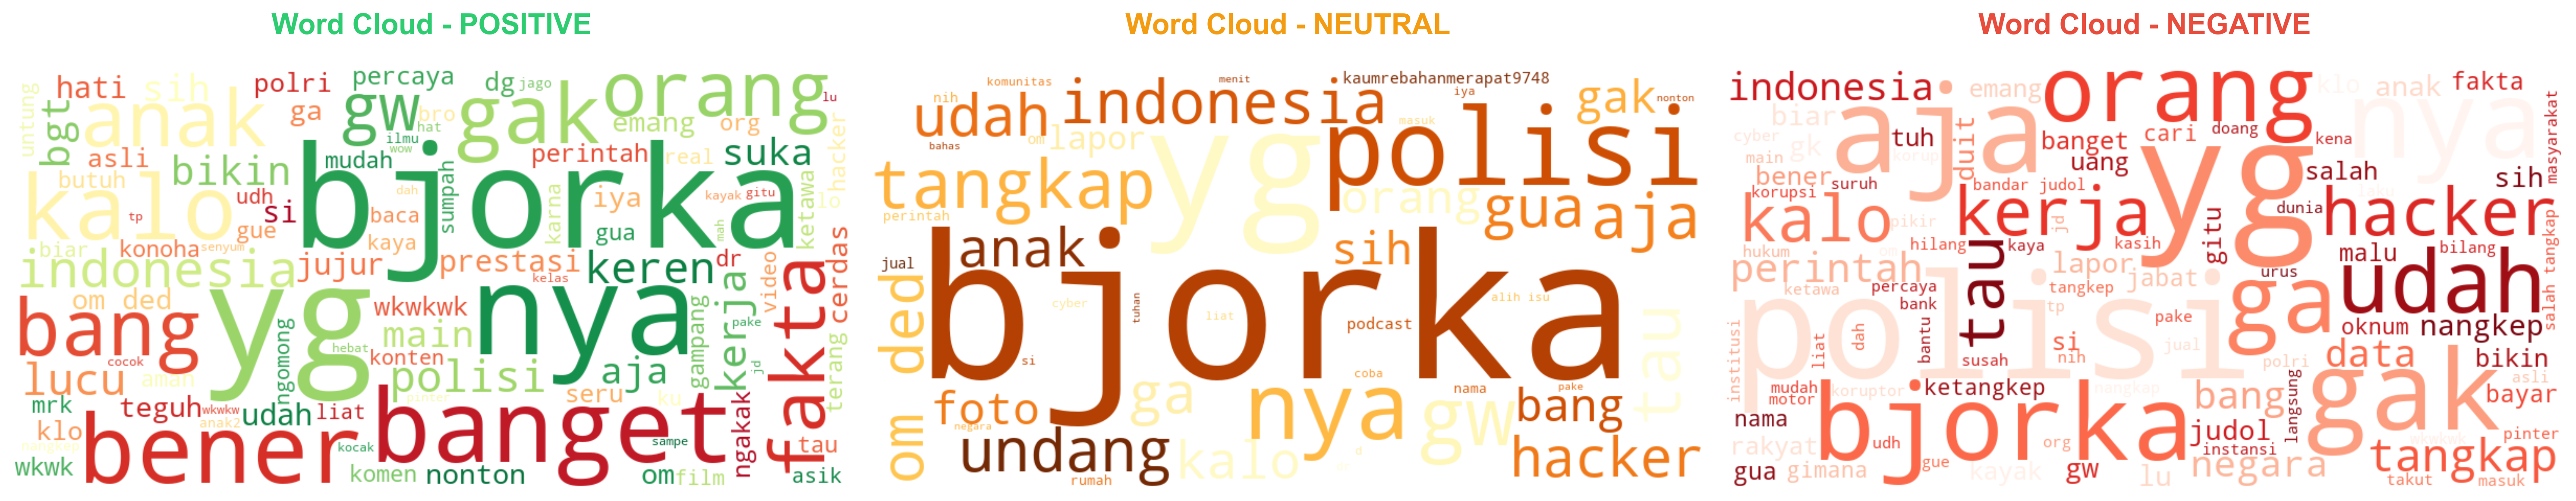 Word Cloud - POSITIVE
hati sih polri percaya dg jago orang lu
untung bgt anak ga gw bro hat gak emang org hacker
asli ilmu wow mudah perintah real suka
butuh bikin bjorka sumpah dah karna iya kayak gitu lo ketawa
kalo udh si baca gua mah
tp gue kaya
biar konoha senyum jujur prestasi keren dr cerdas
indonesia kelas video
om ded yg wkwkwk nya gampang kerja fakta terang
bang ngomong main pake
cocok hebat konten polisi aja jd
lucu aman pinter seru ku
mrk teguh wkwkw udah liat banget ngakak
klo anak2 bener kocak sampe tau
nangkep
wkwk komen nonton om film asik
Word Cloud - NEUTRAL
komunitas menit kaumrebahanmerapat9748
nih udah indonesia iya gak nonton
bahas om lapor yg masuk polisi
tangkap orang gua aja
perintah
anak sih
jual bjorka
om ded cyber tuhan liat alih isu tau
podcast
si coba
foto ga nya gw nama pake bang
negara undang kalo hacker
rumah
Word Cloud - NEGATIVE
indonesia emang orang klo anak fakta
cyber biar aja tuh duit banget cari doang nya kena masyarakat
main gk korup uang yg salah
bener suruh sih
korupsi bandar judol dunia
kalo pikir kerja jd gitu hacker
hukum hilang tau kaya kasih malu bilang
perintah lapor jabat urus udah salah tangkap
ketawa percaya tangkep ga
polisi bank tp oknum nangkep
institusi liat dah bantu susah si nih pake jual polri data bikin
mudah koruptor ketangkep nangkap asli
motor bjorka bang langsung gak bayar
nama judol
rakyat udh org instansi wkwkwk pinter
gua gimana gue kayak gw lu negara tangkap
takut masuk